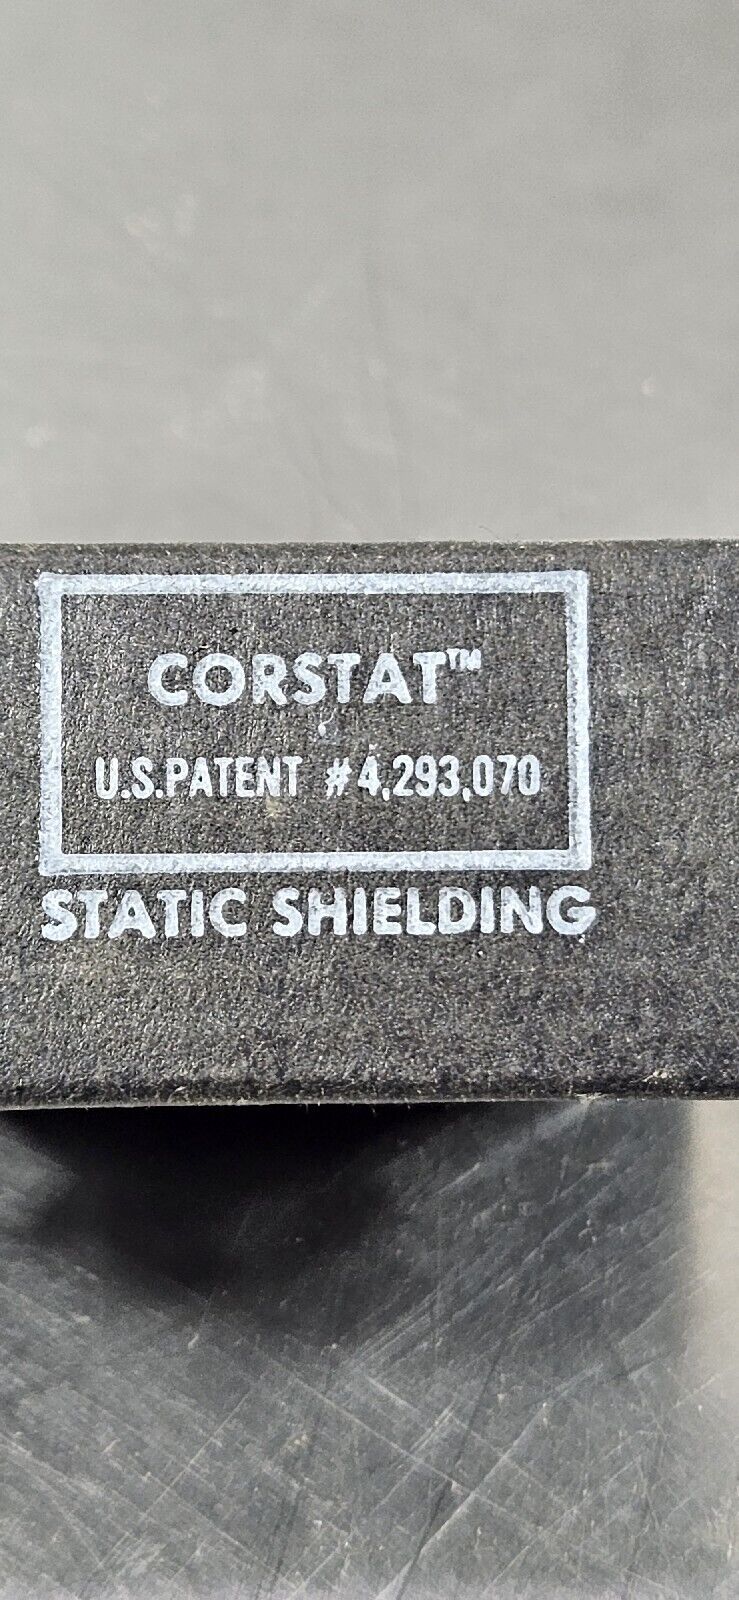 CORSTAT™
U.S.PATENT #4,293,070
STATIC SHIELDING